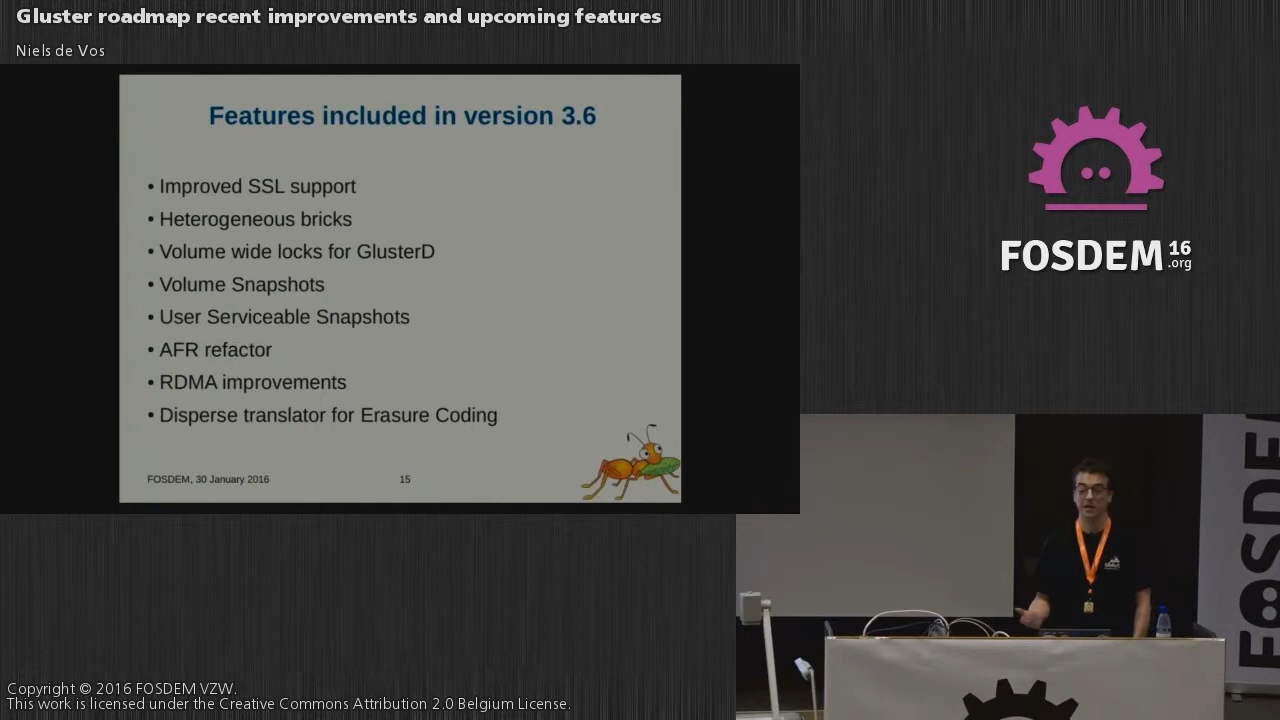 Gluster roadmap recent improvements and upcoming features
Niels de Vos
Features included in version 3.6
• Improved SSL support
• Heterogeneous bricks
• Volume wide locks for GlusterD
• Volume Snapshots
• User Serviceable Snapshots
• AFR refactor
• RDMA improvements
• Disperse translator for Erasure Coding
FOSDEM, 30 January 2016 15
FOSDEM 16 .org
FOSDEM
Copyright © 2016 FOSDEM VZW.
This work is licensed under the Creative Commons Attribution 2.0 Belgium License.